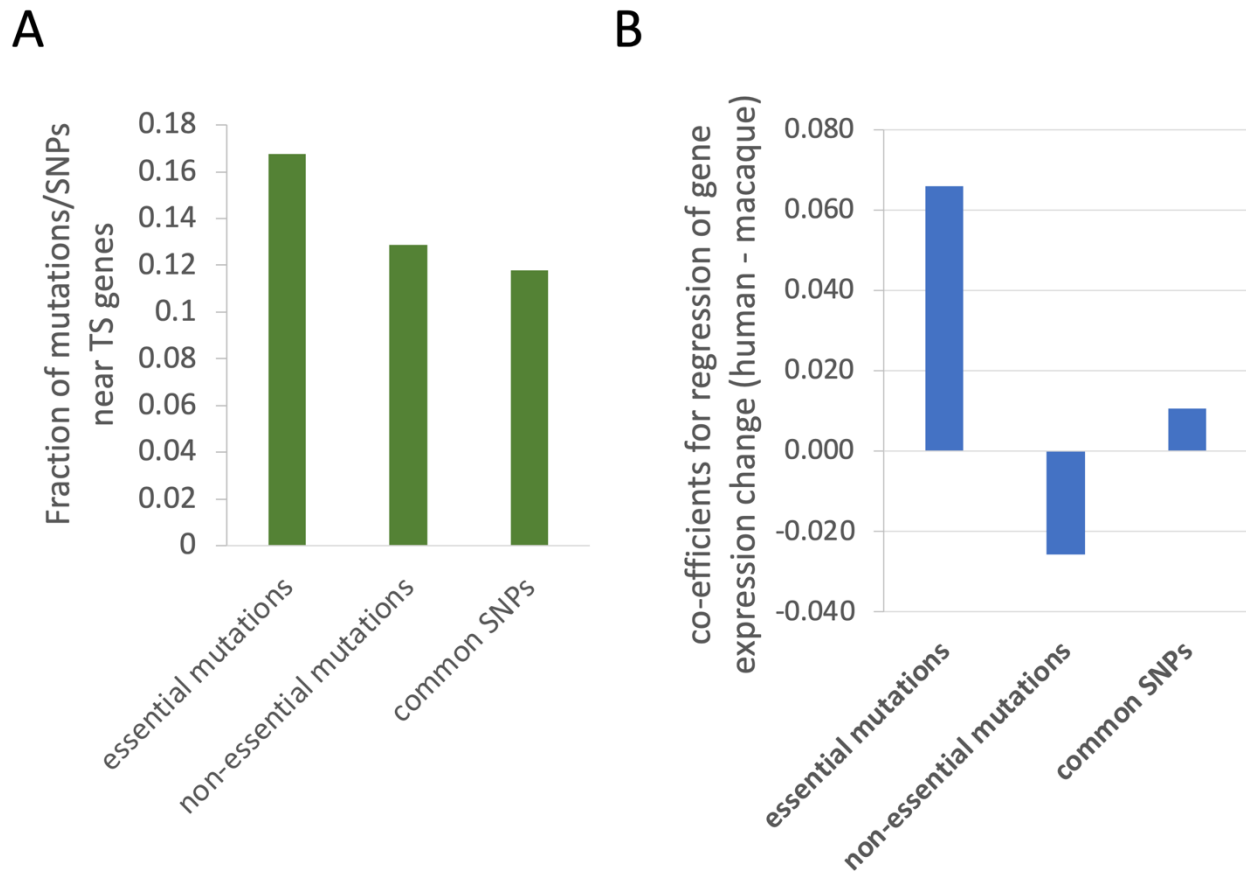 A
Fraction of mutations/SNPs
near TS genes
0.18
0.16
0.14
0.12
0.1
0.08
0.06
0.04
0.02
0
essential mutations
non-essential mutations
common SNPs
B
co-efficients for regression of gene
expression change (human - macaque)
0.080
0.060
0.040
0.020
0.000
-0.020
-0.040
essential mutations
non-essential mutations
common SNPs